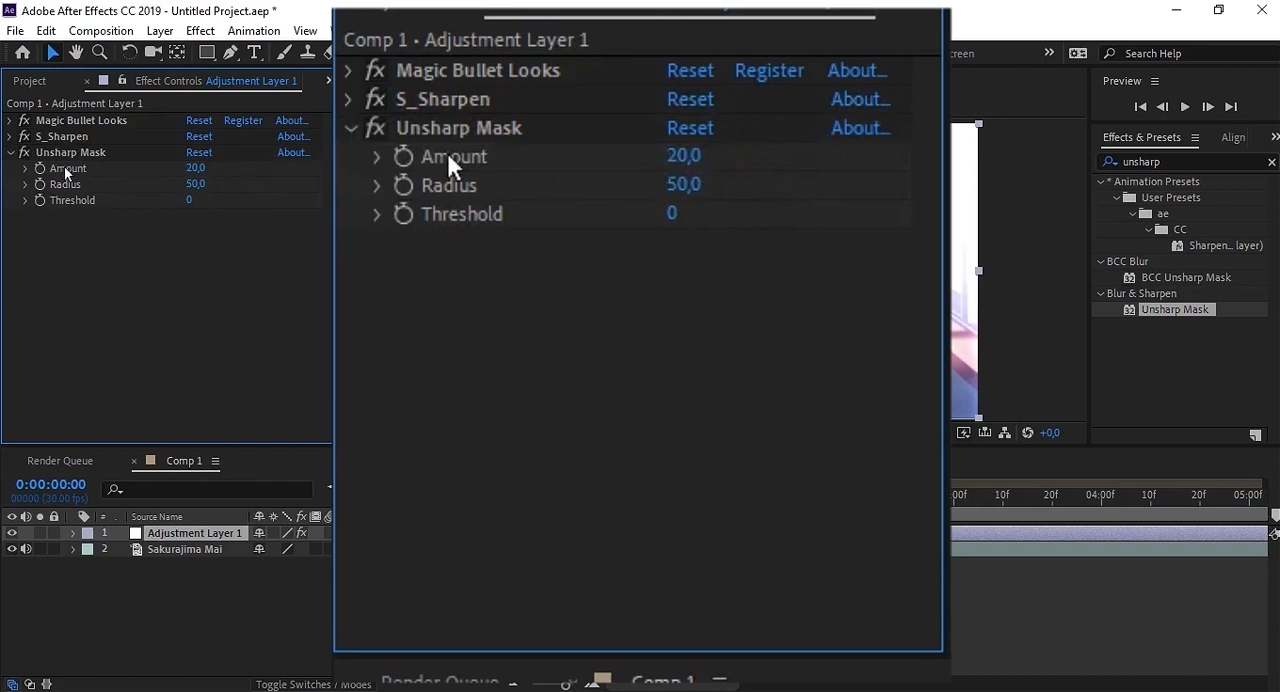 Adobe After Effects CC 2019 - Untitled Project.aep *
File Edit Composition Layer Effect Animation View
Search Help
Project
Effect Controls Adjustment Layer 1
Comp 1 • Adjustment Layer 1
Magic Bullet Looks Reset Register About...
S_Sharpen Reset About...
Unsharp Mask Reset About...
Amount 20,0
Radius 50,0
Threshold 0
Comp 1 • Adjustment Layer 1
Magic Bullet Looks Reset Register About...
S_Sharpen Reset About...
Unsharp Mask Reset About...
Amount 20,0
Radius 50,0
Threshold 0
Preview
Effects & Presets Align
unsharp
* Animation Presets
User Presets
ae
CC
Sharpen... layer)
BCC Blur
BCC Unsharp Mask
Blur & Sharpen
Unsharp Mask
+0,0
Render Queue Comp 1
0:00:00:00
00000 (30.00 fps)
# Source Name
1 Adjustment Layer 1
2 Sakurajima Mai
:00f 10f 20f 04:00f 10f 20f 05:00f
Toggle Switches / Modes